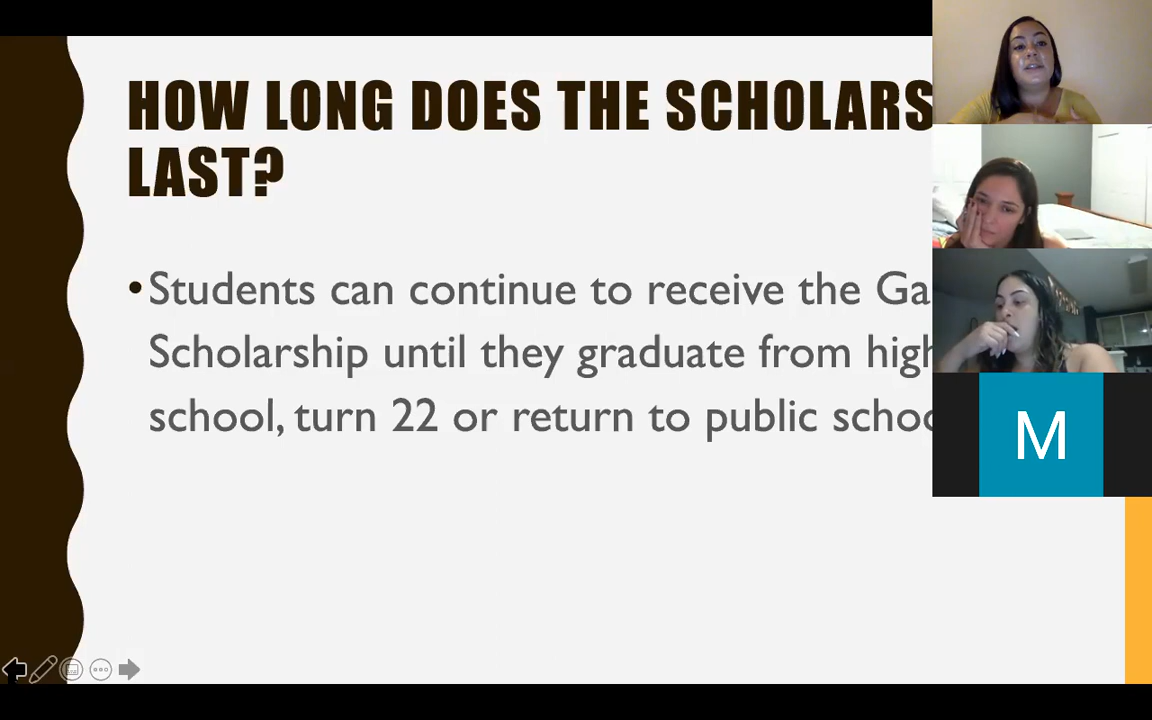 HOW LONG DOES THE SCHOLARS
LAST?
•Students can continue to receive the Ga
Scholarship until they graduate from high
school, turn 22 or return to public schoo
M